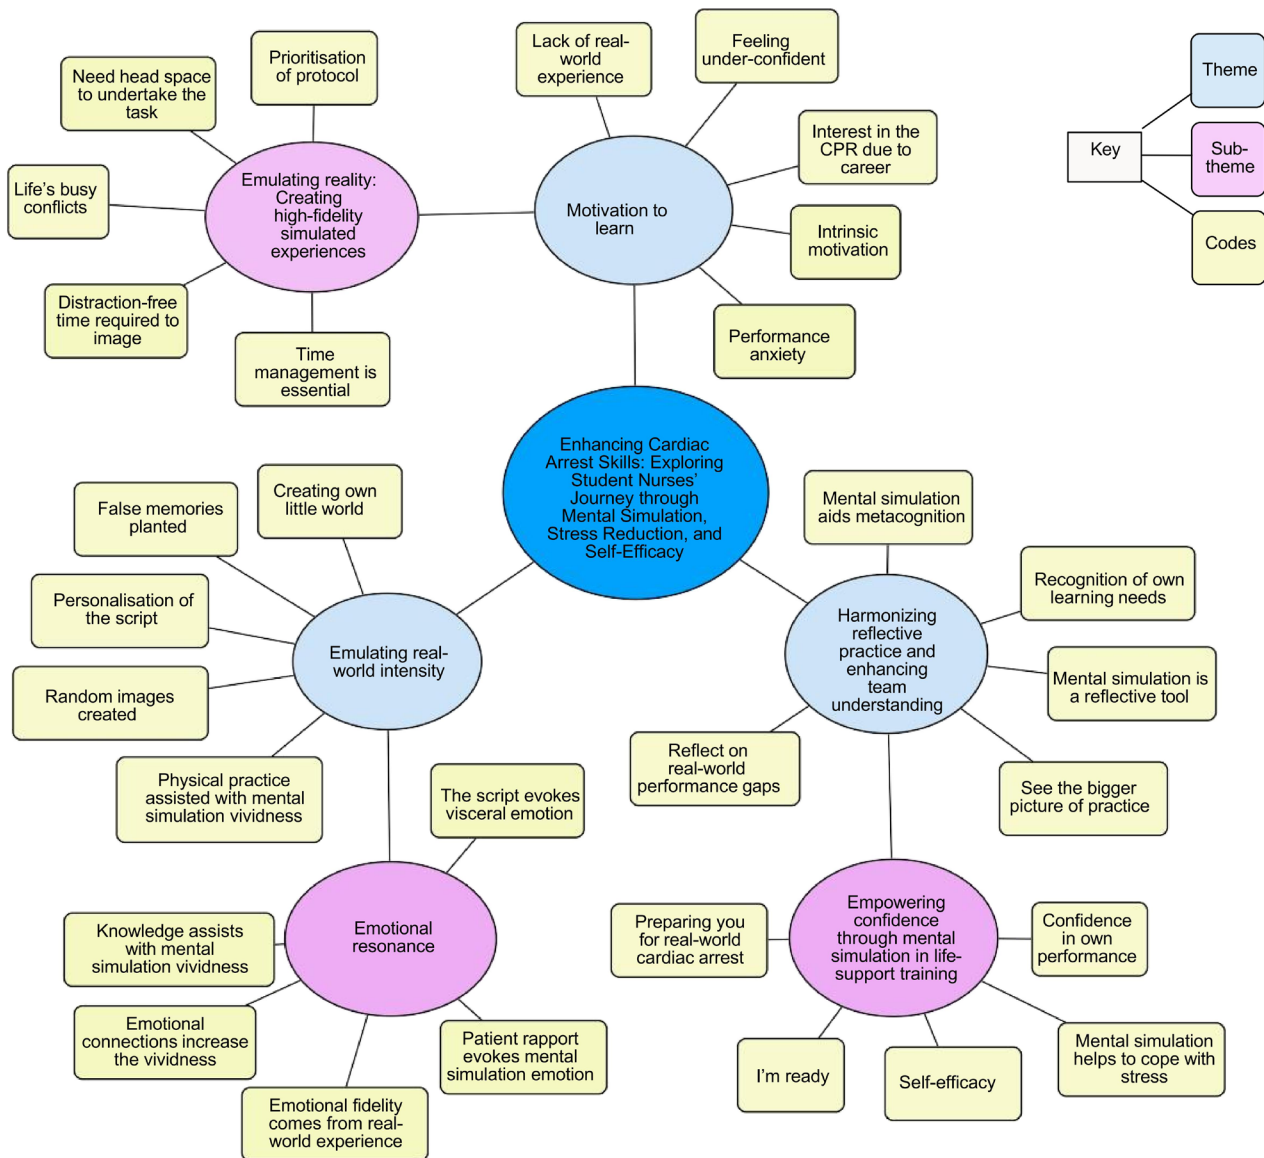 Prioritisation
of protocol
Need head space
to undertake the
task
Life's busy
conflicts
Emulating reality:
Creating
high-fidelity
simulated
experiences
Distraction-free
time required to
image
Time
management is
essential
Lack of real-
world
experience
Feeling
under-confident
Interest in the
CPR due to
career
Motivation to
learn
Intrinsic
motivation
Performance
anxiety
Key
Theme
Sub-
theme
Codes
Enhancing Cardiac
Arrest Skills: Exploring
Student Nurses'
Journey through
Mental Simulation,
Stress Reduction, and
Self-Efficacy
Creating own
little world
False memories
planted
Personalisation of
the script
Random images
created
Emulating real-
world intensity
Physical practice
assisted with mental
simulation vividness
The script evokes
visceral emotion
Emotional
resonance
Knowledge assists
with mental
simulation vividness
Emotional
connections increase
the vividness
Emotional fidelity
comes from real-
world experience
Patient rapport
evokes mental
simulation emotion
Mental simulation
aids metacognition
Recognition of own
learning needs
Harmonizing
reflective
practice and
enhancing
team
understanding
Mental simulation is
a reflective tool
Reflect on
real-world
performance gaps
See the bigger
picture of practice
Empowering
confidence
through mental
simulation in life-
support training
Preparing you
for real-world
cardiac arrest
Confidence
in own
performance
I'm ready
Self-efficacy
Mental simulation
helps to cope with
stress